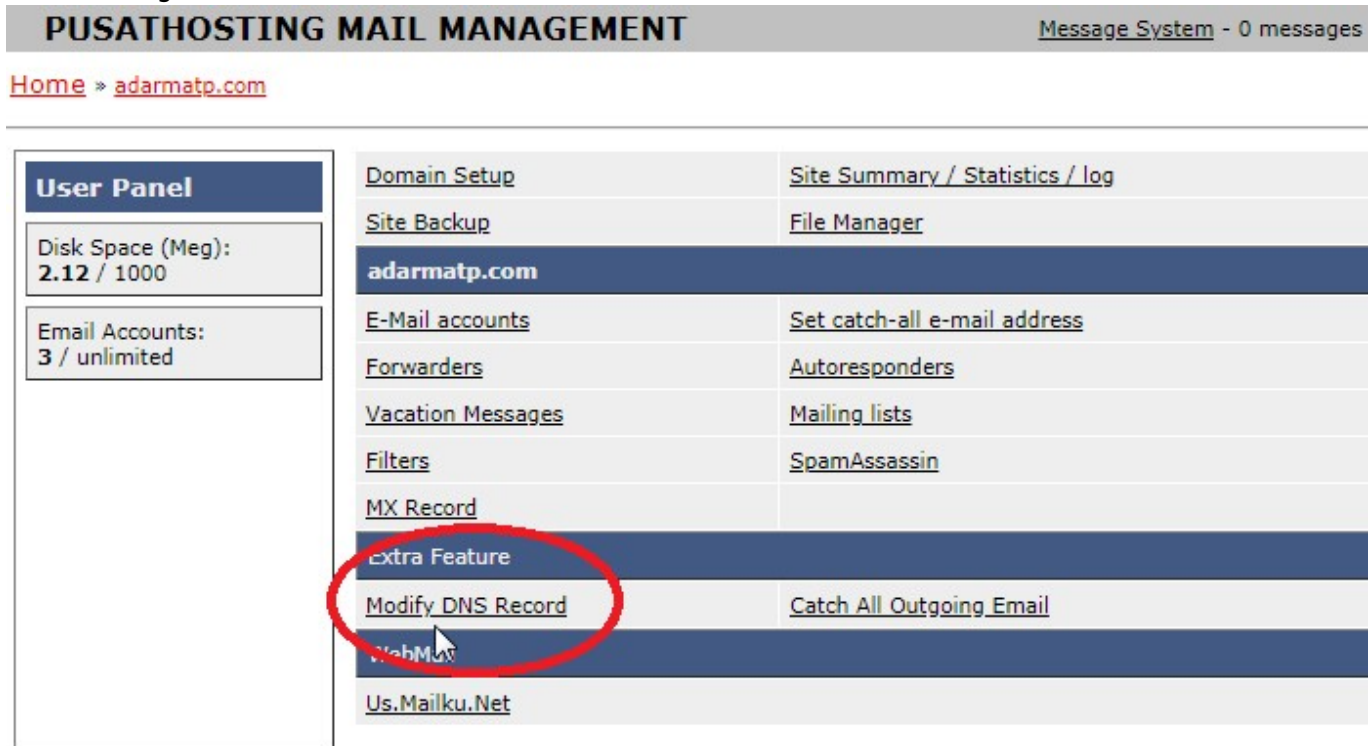 PUSATHOSTING MAIL MANAGEMENT
Message System - 0 messages
Home » adarmatp.com
User Panel
Disk Space (Meg):
2.12 / 1000
Email Accounts:
3 / unlimited
Domain Setup
Site Summary / Statistics / log
Site Backup
File Manager
adarmatp.com
E-Mail accounts
Set catch-all e-mail address
Forwarders
Autoresponders
Vacation Messages
Mailing lists
Filters
SpamAssassin
MX Record
Extra Feature
Modify DNS Record
Catch All Outgoing Email
Us.Mailku.Net